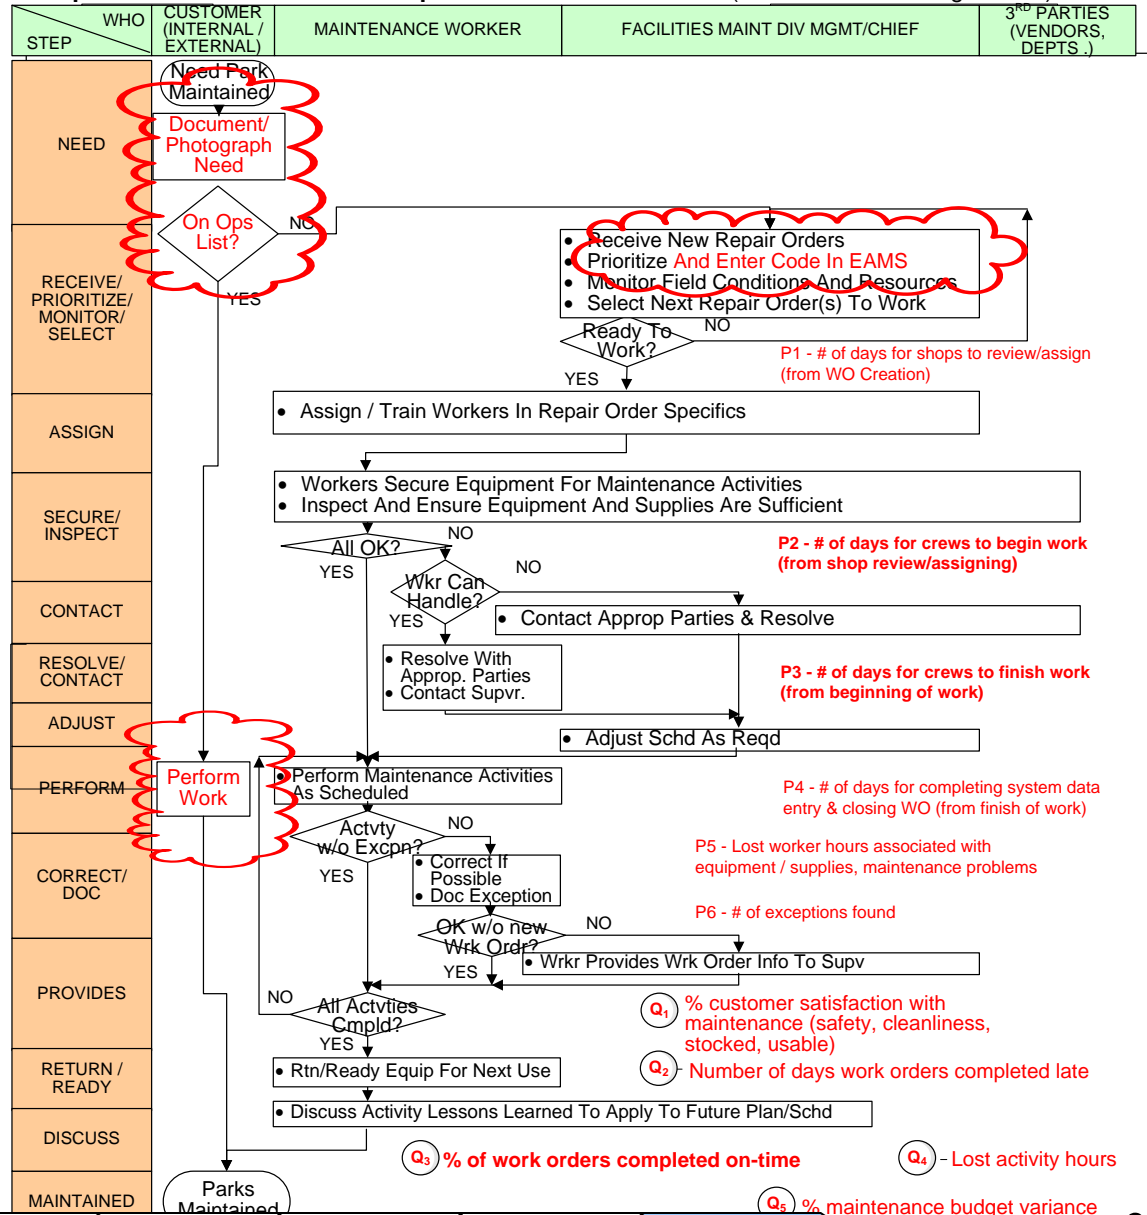 WHO
STEP
CUSTOMER
(INTERNAL /
EXTERNAL)
MAINTENANCE WORKER
FACILITIES MAINT DIV MGMT/CHIEF
3RD PARTIES
(VENDORS,
DEPTS .)
NEED
Need Park
Maintained
Document/
Photograph
Need
On Ops
List?
NO
YES
RECEIVE/
PRIORITIZE/
MONITOR/
SELECT
• Receive New Repair Orders
• Prioritize And Enter Code In EAMS
• Monitor Field Conditions And Resources
• Select Next Repair Order(s) To Work
Ready To
Work?
NO
YES
P1 - # of days for shops to review/assign
(from WO Creation)
ASSIGN
• Assign / Train Workers In Repair Order Specifics
SECURE/
INSPECT
• Workers Secure Equipment For Maintenance Activities
• Inspect And Ensure Equipment And Supplies Are Sufficient
All OK?
NO
YES
P2 - # of days for crews to begin work
(from shop review/assigning)
Wkr Can
Handle?
NO
YES
CONTACT
• Contact Approp Parties & Resolve
RESOLVE/
CONTACT
• Resolve With
Approp. Parties
• Contact Supvr.
P3 - # of days for crews to finish work
(from beginning of work)
ADJUST
• Adjust Schd As Reqd
PERFORM
Perform
Work
• Perform Maintenance Activities
As Scheduled
P4 - # of days for completing system data
entry & closing WO (from finish of work)
Actvty
w/o Excpn?
NO
YES
CORRECT/
DOC
• Correct If
Possible
• Doc Exception
P5 - Lost worker hours associated with
equipment / supplies, maintenance problems
P6 - # of exceptions found
OK w/o new
Wrk Ordr?
NO
YES
PROVIDES
• Wrkr Provides Wrk Order Info To Supv
All Actvties
Cmpld?
NO
YES
Q1 % customer satisfaction with
maintenance (safety, cleanliness,
stocked, usable)
RETURN /
READY
• Rtn/Ready Equip For Next Use
Q2 - Number of days work orders completed late
DISCUSS
• Discuss Activity Lessons Learned To Apply To Future Plan/Schd
Q3 % of work orders completed on-time
Q4 - Lost activity hours
MAINTAINED
Parks
Maintained
Q5 % maintenance budget variance